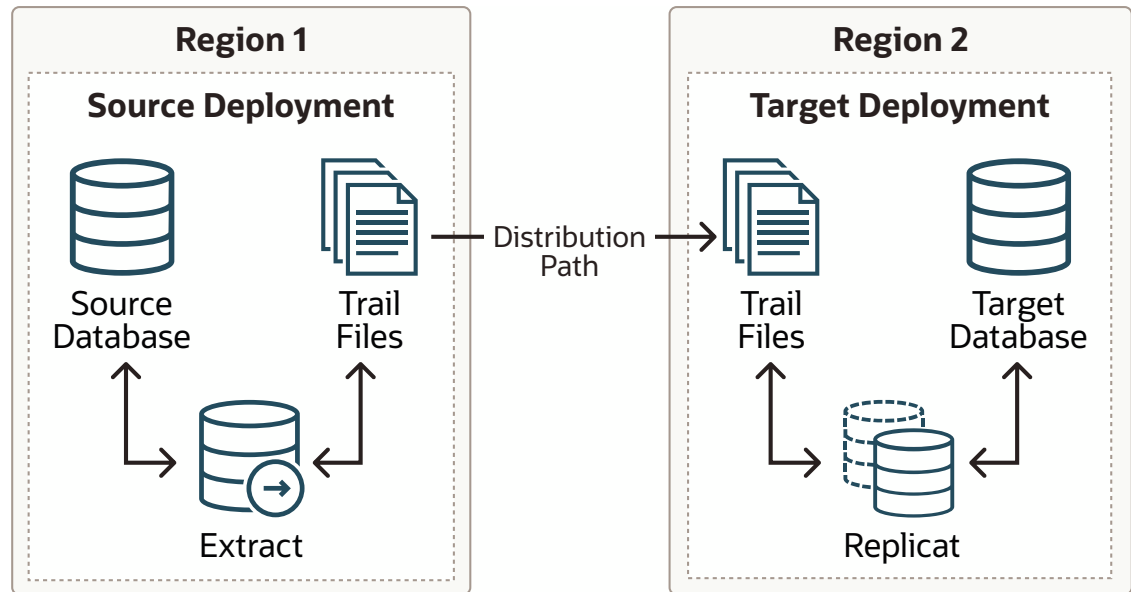 Region 1
Source Deployment
Source
Database
Trail
Files
Extract
Distribution
Path
Region 2
Target Deployment
Trail
Files
Target
Database
Replicat